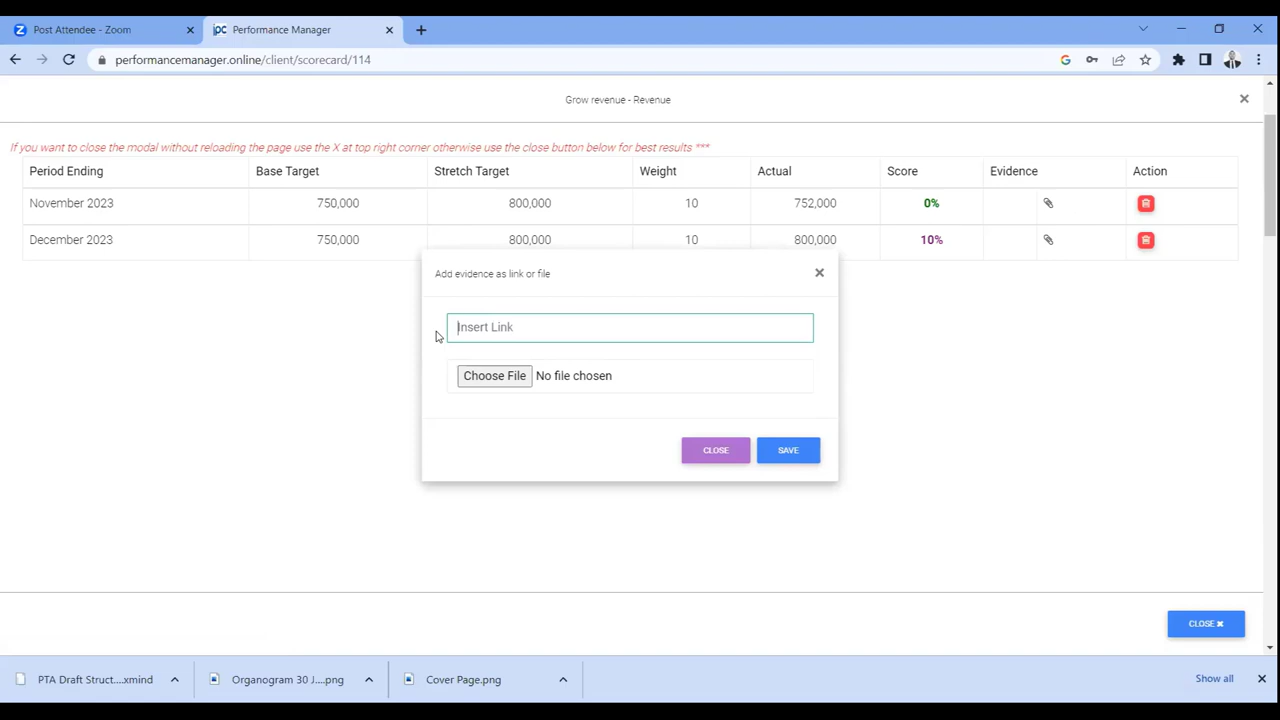 Post Attendee - Zoom
Performance Manager
performancemanager.online/client/scorecard/114
Grow revenue - Revenue
If you want to close the modal without reloading the page use the X at top right corner otherwise use the close button below for best results ***
Period Ending Base Target Stretch Target Weight Actual Score Evidence Action
November 2023 750,000 800,000 10 752,000 0%
December 2023 750,000 800,000 10 800,000 10%
Add evidence as link or file
Insert Link
Choose File No file chosen
CLOSE SAVE
CLOSE
PTA Draft Struct....xmind Organogram 30 J....png Cover Page.png Show all